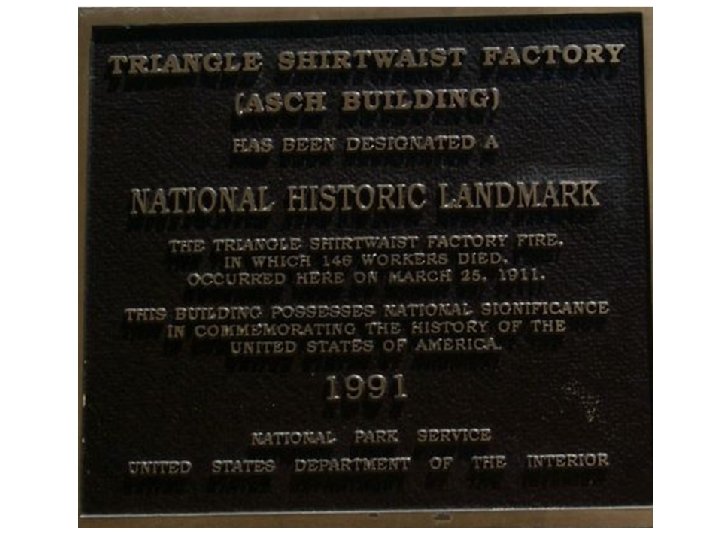 TRIANGLE SHIRTWAIST FACTORY
(ASCH BUILDING)
HAS BEEN DESIGNATED A
NATIONAL HISTORIC LANDMARK
THE TRIANGLE SHIRTWAIST FACTORY FIRE,
IN WHICH 146 WORKERS DIED,
OCCURRED HERE ON MARCH 25, 1911.
THIS BUILDING POSSESSES NATIONAL SIGNIFICANCE
IN COMMEMORATING THE HISTORY OF THE
UNITED STATES OF AMERICA.
1991
NATIONAL PARK SERVICE
UNITED STATES DEPARTMENT OF THE INTERIOR